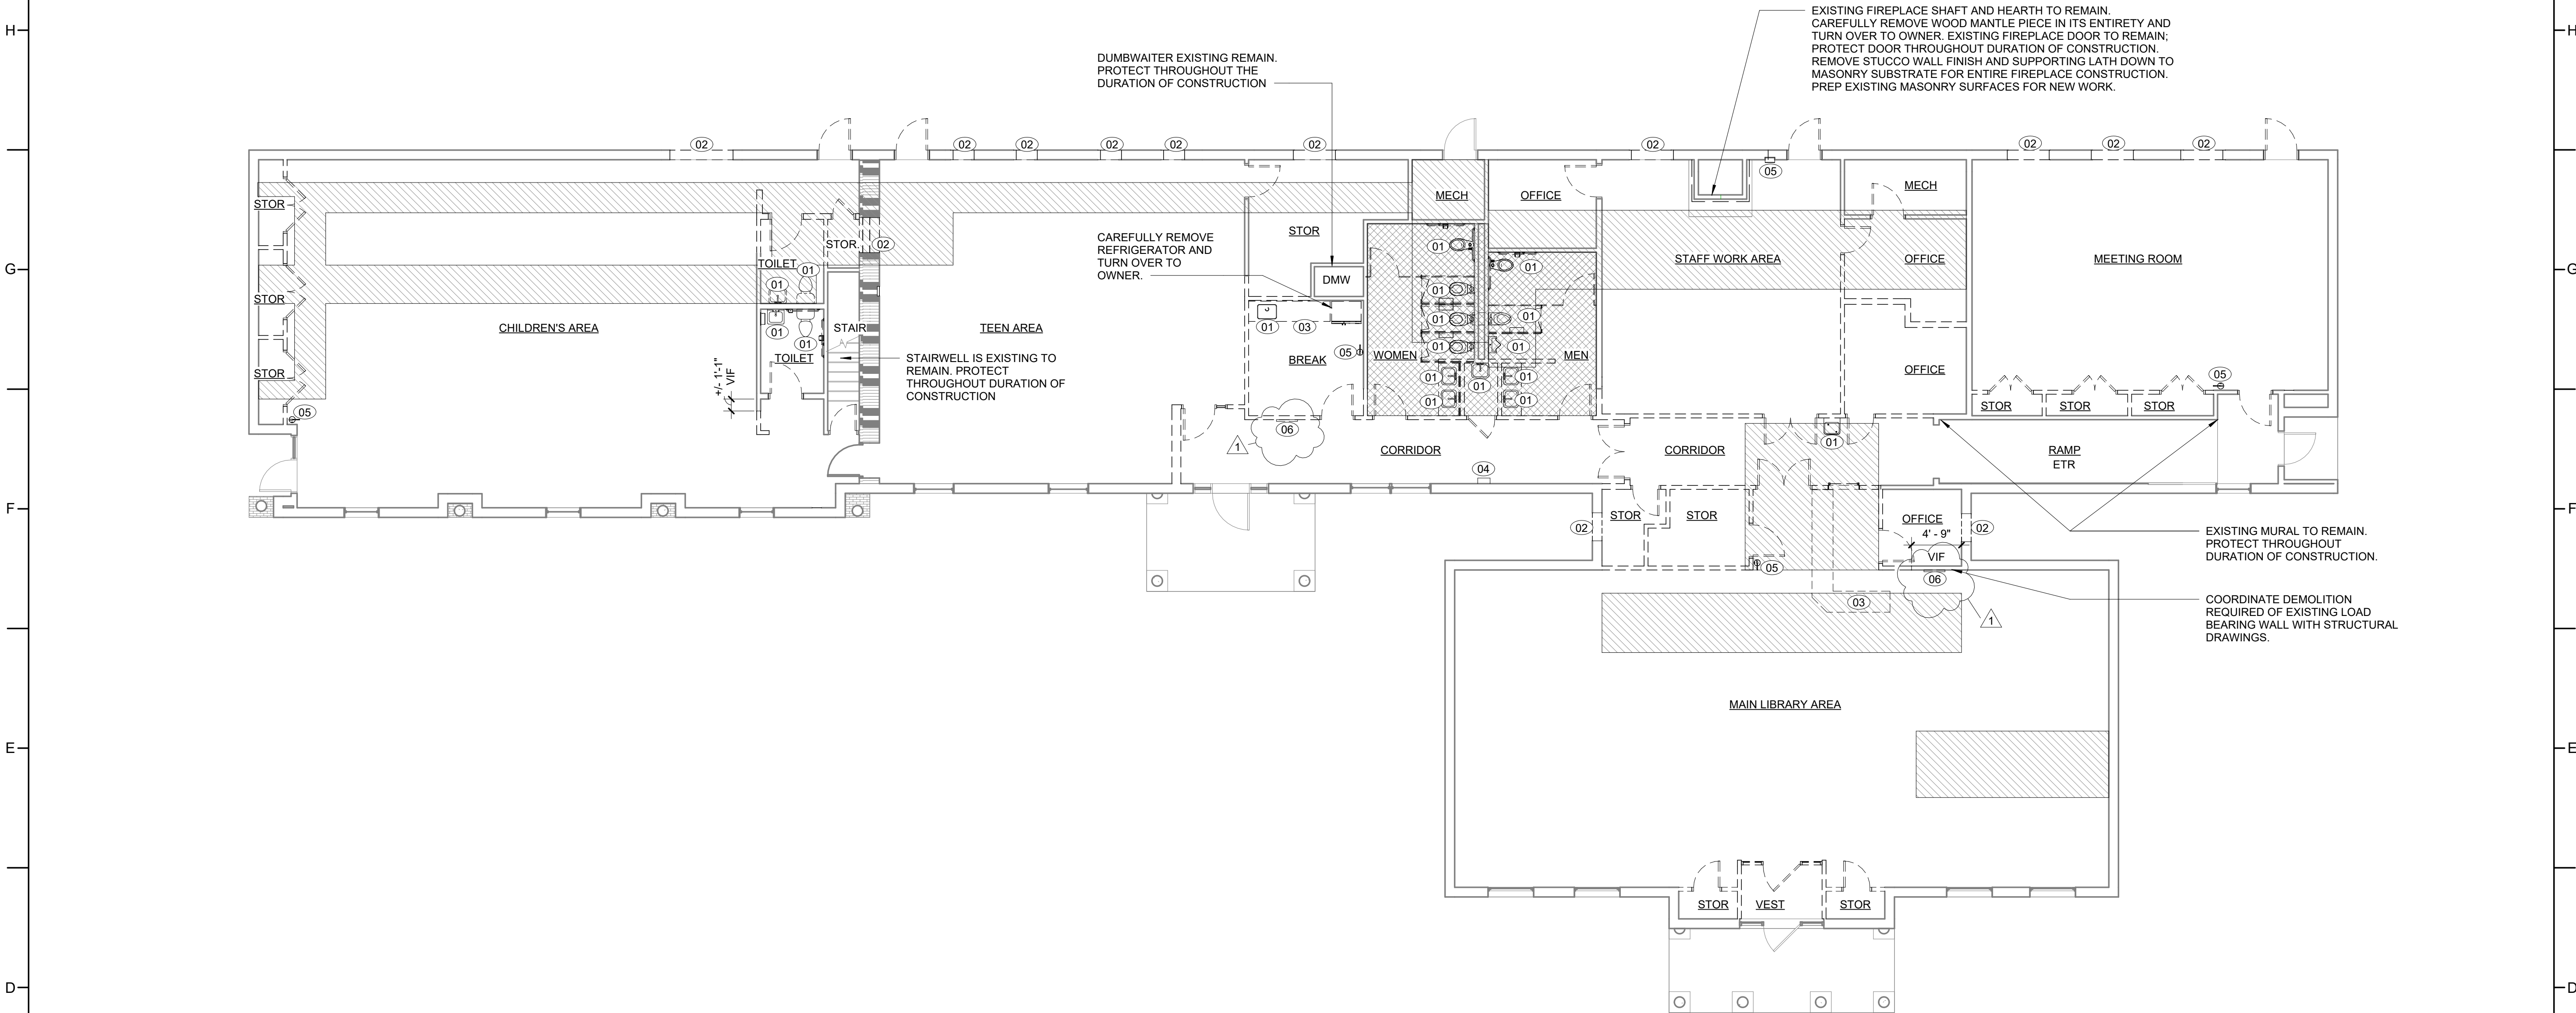 H
H
EXISTING FIREPLACE SHAFT AND HEARTH TO REMAIN.
CAREFULLY REMOVE WOOD MANTLE PIECE IN ITS ENTIRETY AND
TURN OVER TO OWNER. EXISTING FIREPLACE DOOR TO REMAIN;
PROTECT DOOR THROUGHOUT DURATION OF CONSTRUCTION.
REMOVE STUCCO WALL FINISH AND SUPPORTING LATH DOWN TO
MASONRY SUBSTRATE FOR ENTIRE FIREPLACE CONSTRUCTION.
PREP EXISTING MASONRY SURFACES FOR NEW WORK.
DUMBWAITER EXISTING REMAIN.
PROTECT THROUGHOUT THE
DURATION OF CONSTRUCTION
02
02
02
02
02
02
02
02
02
02
05
MECH
OFFICE
MECH
STOR
STOR.
02
STOR
CAREFULLY REMOVE
REFRIGERATOR AND
TURN OVER TO
OWNER.
01
01
G
G
TOILET
01
01
DMW
STAFF WORK AREA
OFFICE
MEETING ROOM
STOR
01
01
01
01
CHILDREN'S AREA
01
01
TOILET
STAIR
TEEN AREA
01
03
01
01
BREAK
05
WOMEN
MEN
STAIRWELL IS EXISTING TO
REMAIN. PROTECT
THROUGHOUT DURATION OF
CONSTRUCTION
+/- 1'-1"
VIF
STOR
OFFICE
01
01
01
01
01
05
STOR
STOR
STOR
05
06
1
CORRIDOR
04
CORRIDOR
01
RAMP
ETR
F
F
02
STOR
STOR
OFFICE
4' - 9"
VIF
02
EXISTING MURAL TO REMAIN.
PROTECT THROUGHOUT
DURATION OF CONSTRUCTION.
05
06
03
1
COORDINATE DEMOLITION
REQUIRED OF EXISTING LOAD
BEARING WALL WITH STRUCTURAL
DRAWINGS.
MAIN LIBRARY AREA
E
E
STOR
VEST
STOR
D
D